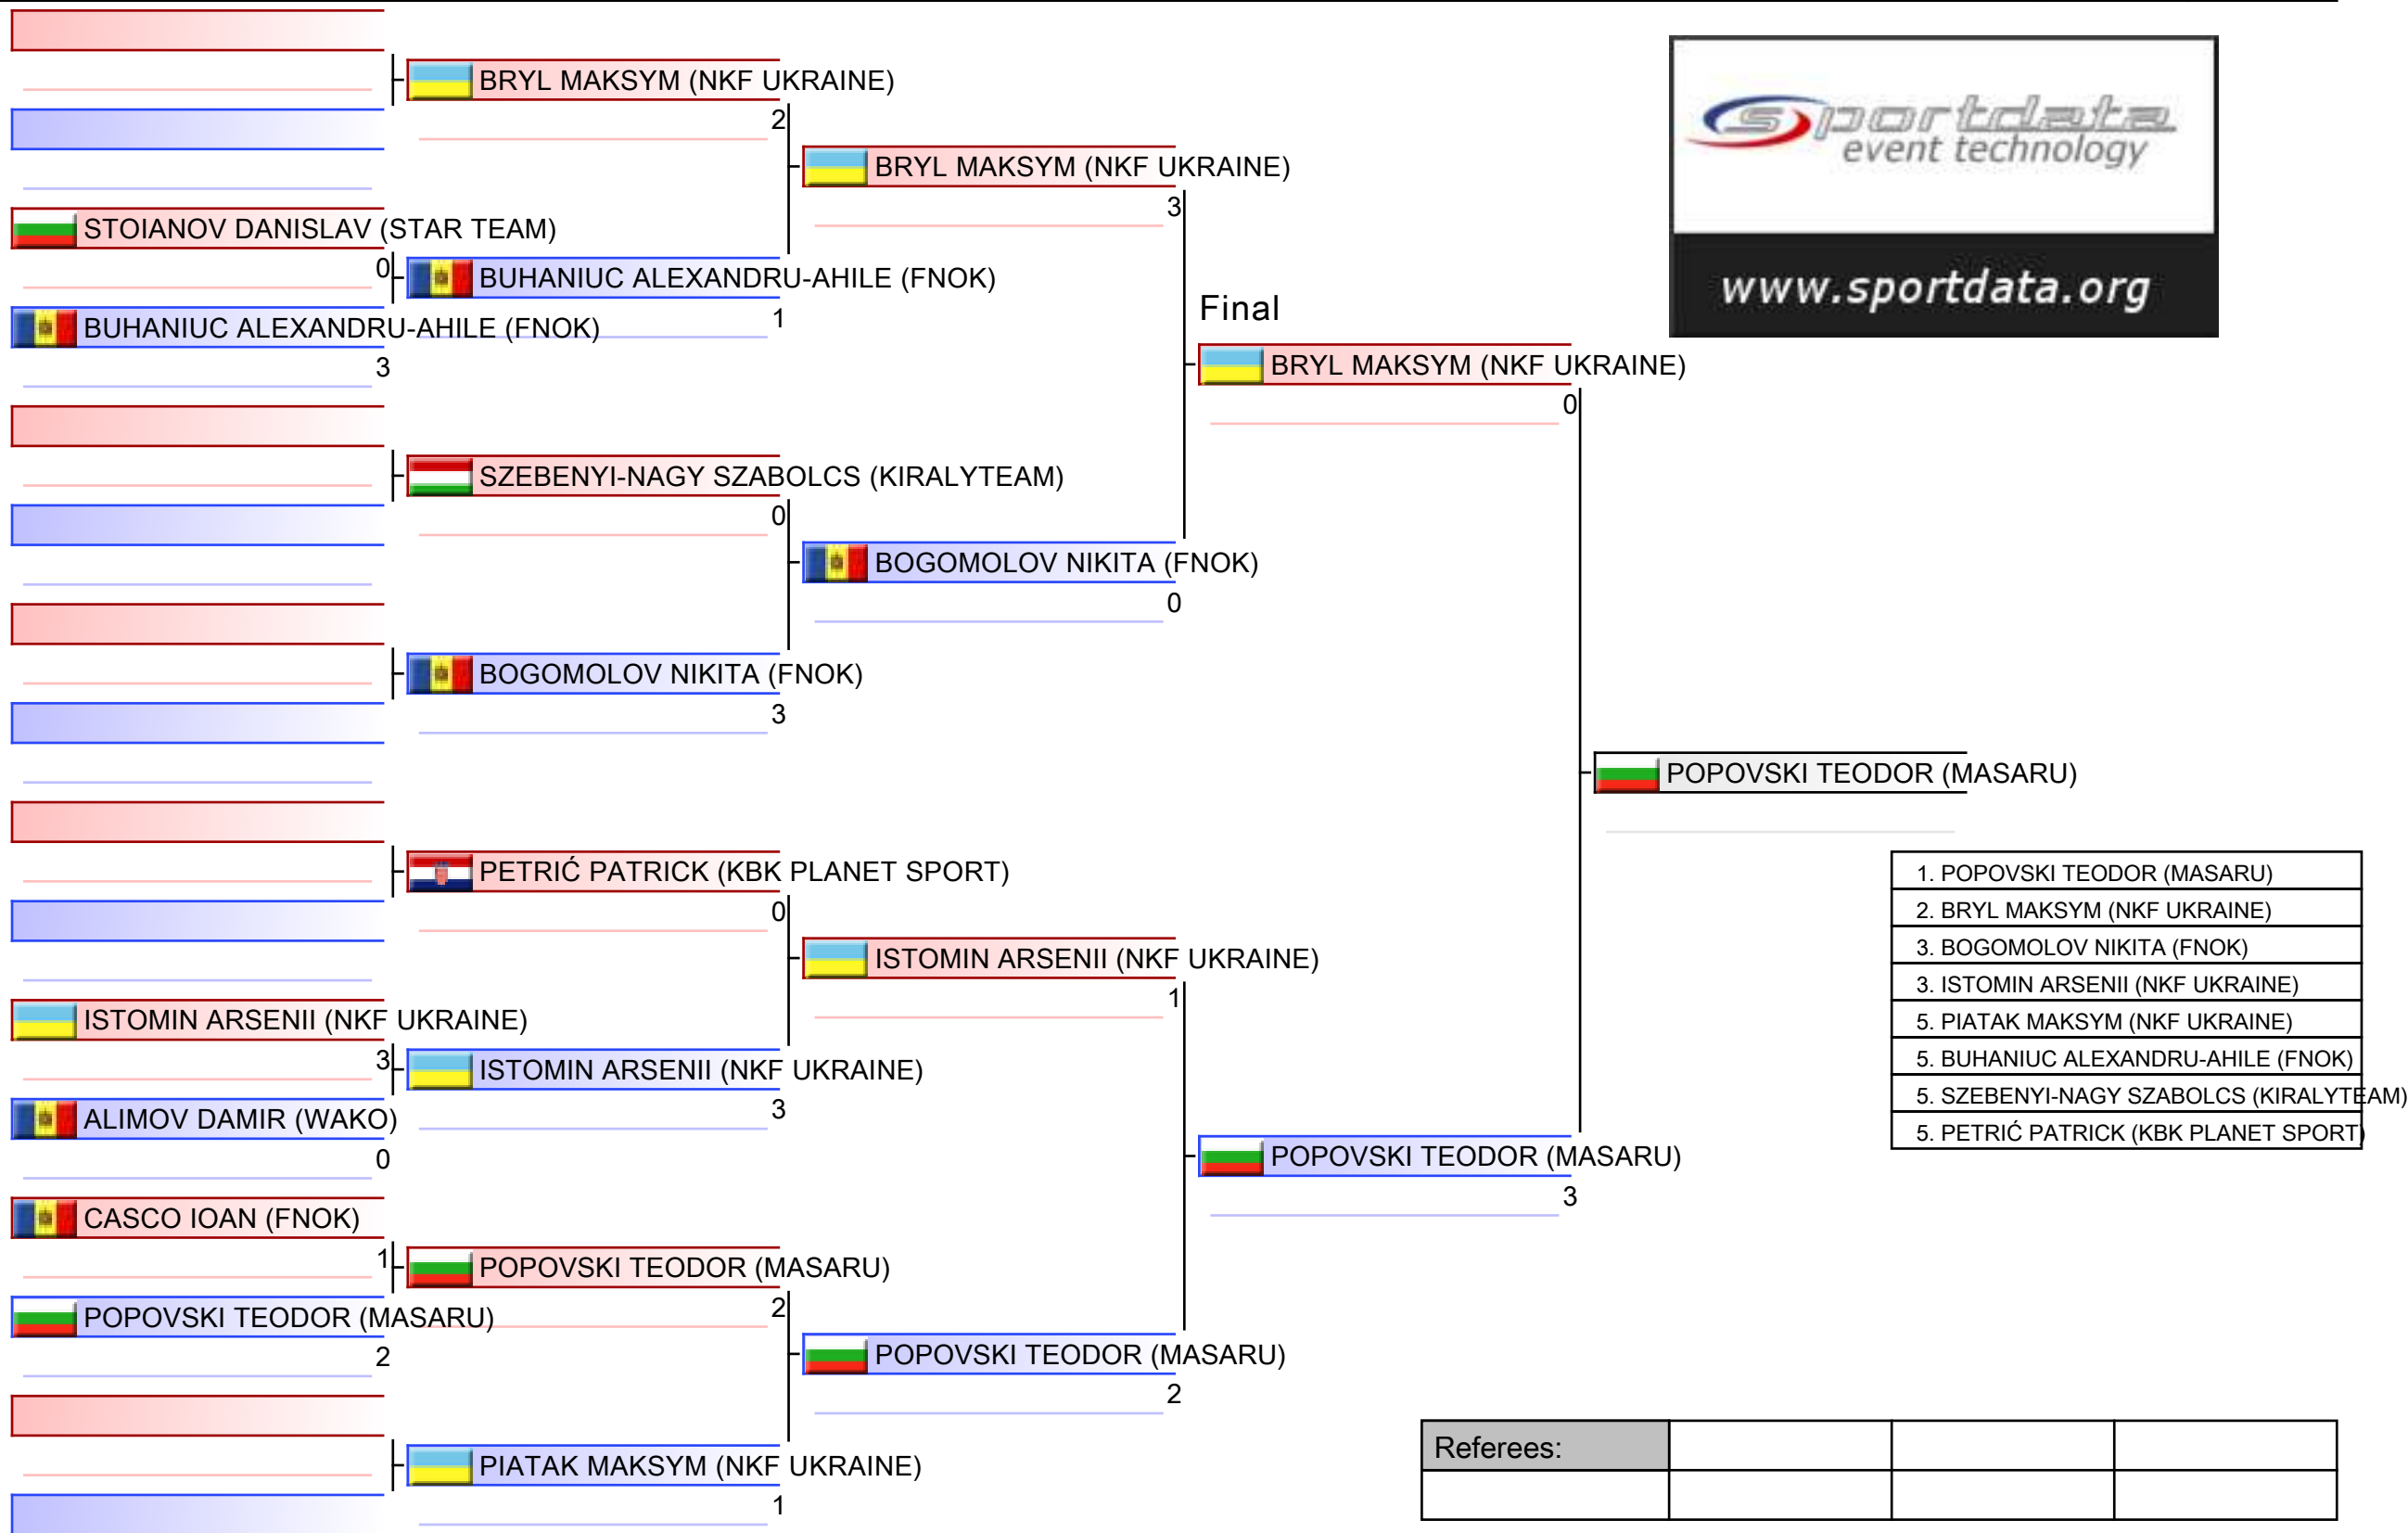 BRYL MAKSYM (NKF UKRAINE)
2
STOIANOV DANISLAV (STAR TEAM)
0
BUHANIUC ALEXANDRU-AHILE (FNOK)
1
BUHANIUC ALEXANDRU-AHILE (FNOK)
3
SZEBENYI-NAGY SZABOLCS (KIRALYTEAM)
0
BOGOMOLOV NIKITA (FNOK)
3
PETRIĆ PATRICK (KBK PLANET SPORT)
0
ISTOMIN ARSENII (NKF UKRAINE)
3
ISTOMIN ARSENII (NKF UKRAINE)
3
ALIMOV DAMIR (WAKO)
0
CASCO IOAN (FNOK)
1
POPOVSKI TEODOR (MASARU)
2
POPOVSKI TEODOR (MASARU)
2
PIATAK MAKSYM (NKF UKRAINE)
1
BRYL MAKSYM (NKF UKRAINE)
3
BOGOMOLOV NIKITA (FNOK)
0
ISTOMIN ARSENII (NKF UKRAINE)
1
POPOVSKI TEODOR (MASARU)
2
Final
BRYL MAKSYM (NKF UKRAINE)
0
POPOVSKI TEODOR (MASARU)
3
POPOVSKI TEODOR (MASARU)
sportdata
event technology
www.sportdata.org
1. POPOVSKI TEODOR (MASARU)
2. BRYL MAKSYM (NKF UKRAINE)
3. BOGOMOLOV NIKITA (FNOK)
3. ISTOMIN ARSENII (NKF UKRAINE)
5. PIATAK MAKSYM (NKF UKRAINE)
5. BUHANIUC ALEXANDRU-AHILE (FNOK)
5. SZEBENYI-NAGY SZABOLCS (KIRALYTEAM)
5. PETRIĆ PATRICK (KBK PLANET SPORT)
Referees: